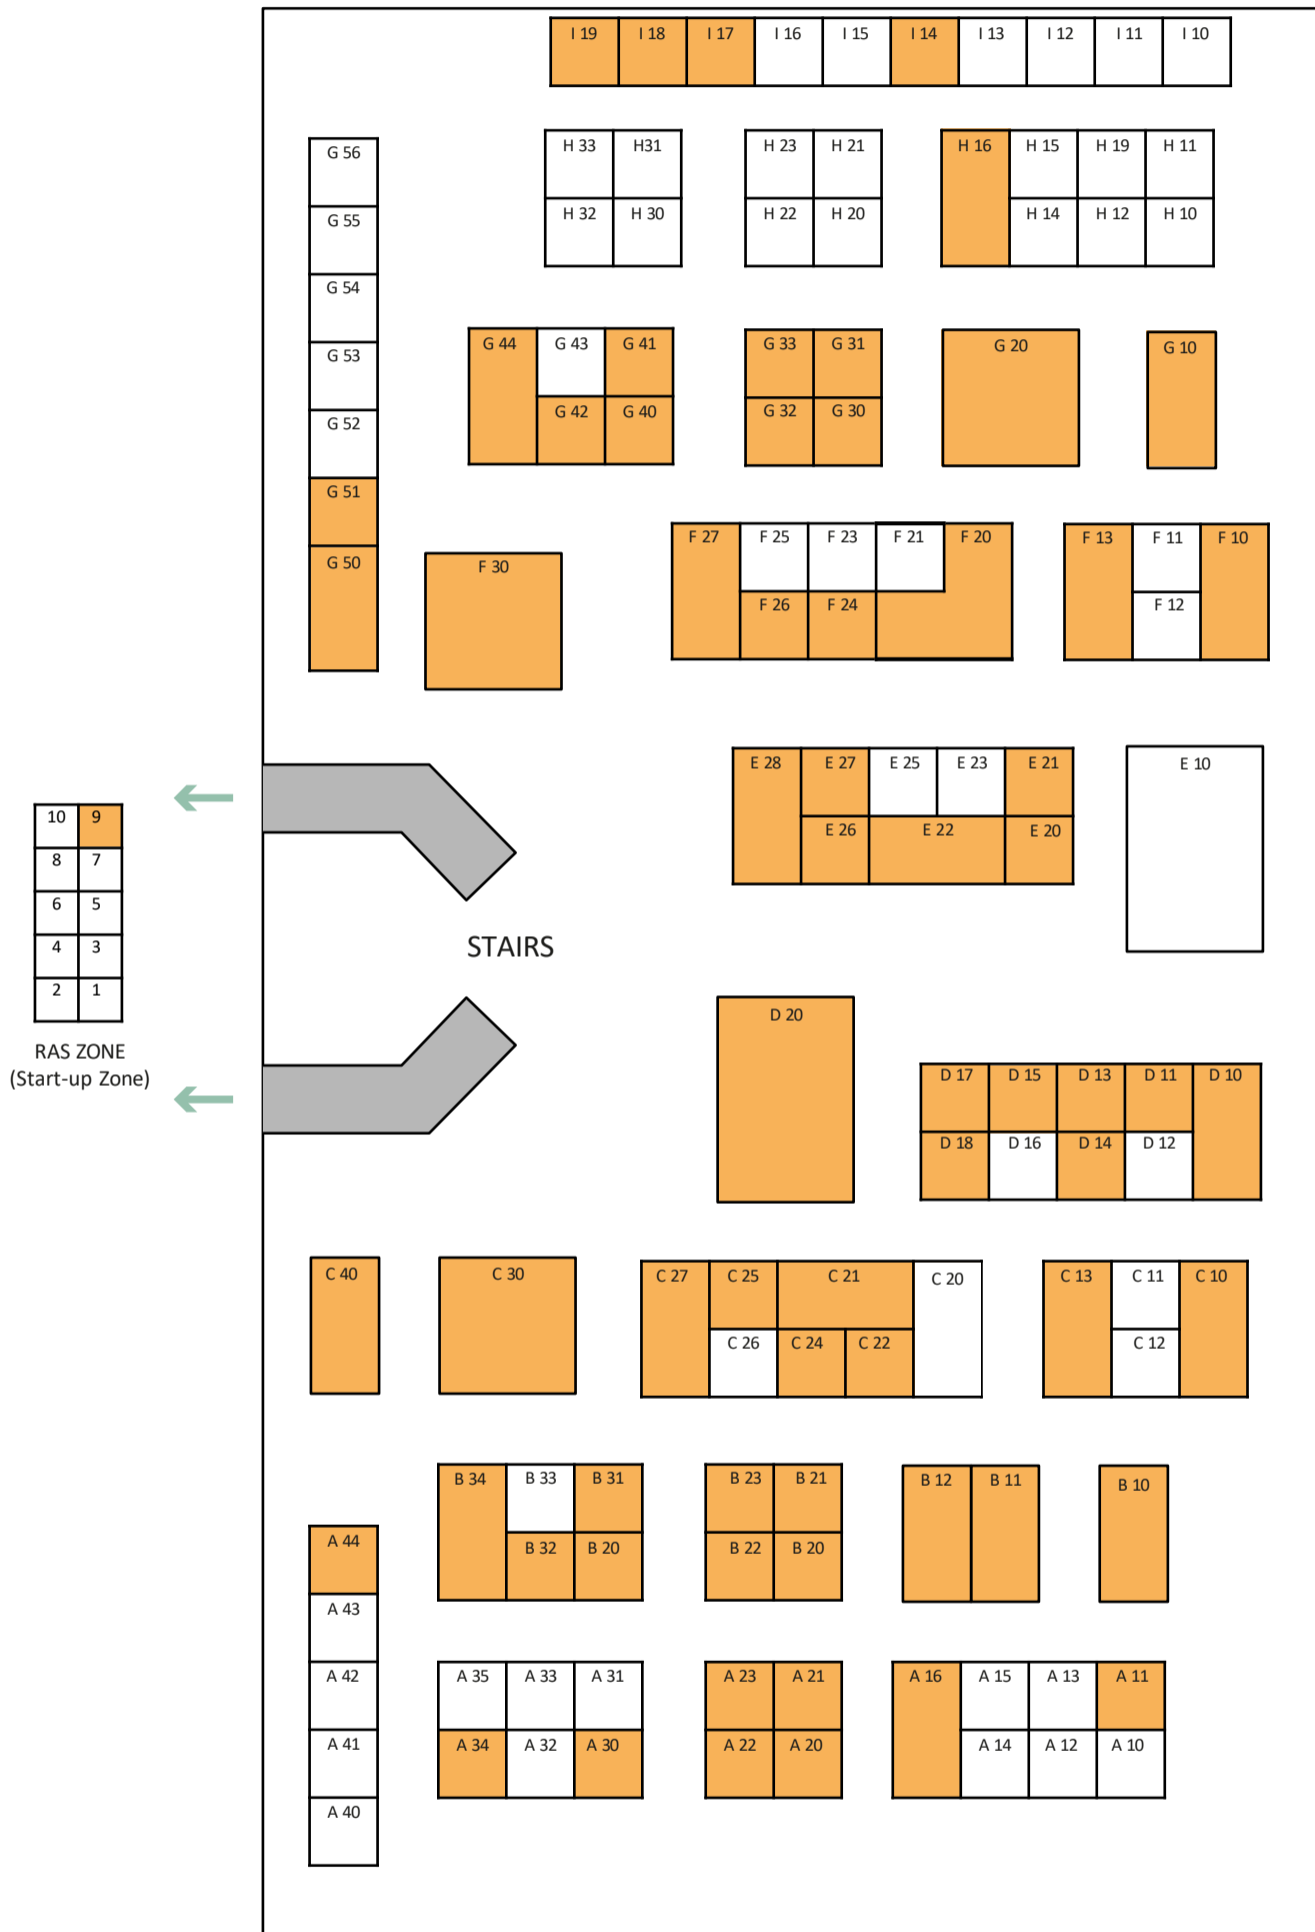 I 19 I 18 I 17 I 16 I 15 I 14 I 13 I 12 I 11 I 10
G 56 H 33 H31 H 23 H 21 H 16 H 15 H 19 H 11
G 55 H 32 H 30 H 22 H 20 H 14 H 12 H 10
G 54
G 53 G 44 G 43 G 41 G 33 G 31 G 20 G 10
G 52 G 42 G 40 G 32 G 30
G 51
G 50 F 30 F 27 F 25 F 23 F 21 F 20 F 13 F 11 F 10
F 26 F 24 F 12
E 28 E 27 E 25 E 23 E 21 E 10
10 9 E 26 E 22 E 20
8 7
6 5
4 3
2 1
STAIRS
RAS ZONE
(Start-up Zone)
D 20
D 17 D 15 D 13 D 11 D 10
D 18 D 16 D 14 D 12
C 40 C 30 C 27 C 25 C 21 C 20 C 13 C 11 C 10
C 26 C 24 C 22 C 12
B 34 B 33 B 31 B 23 B 21 B 12 B 11 B 10
B 32 B 20 B 22 B 20
A 44
A 43
A 42 A 35 A 33 A 31 A 23 A 21 A 16 A 15 A 13 A 11
A 41 A 34 A 32 A 30 A 22 A 20 A 14 A 12 A 10
A 40